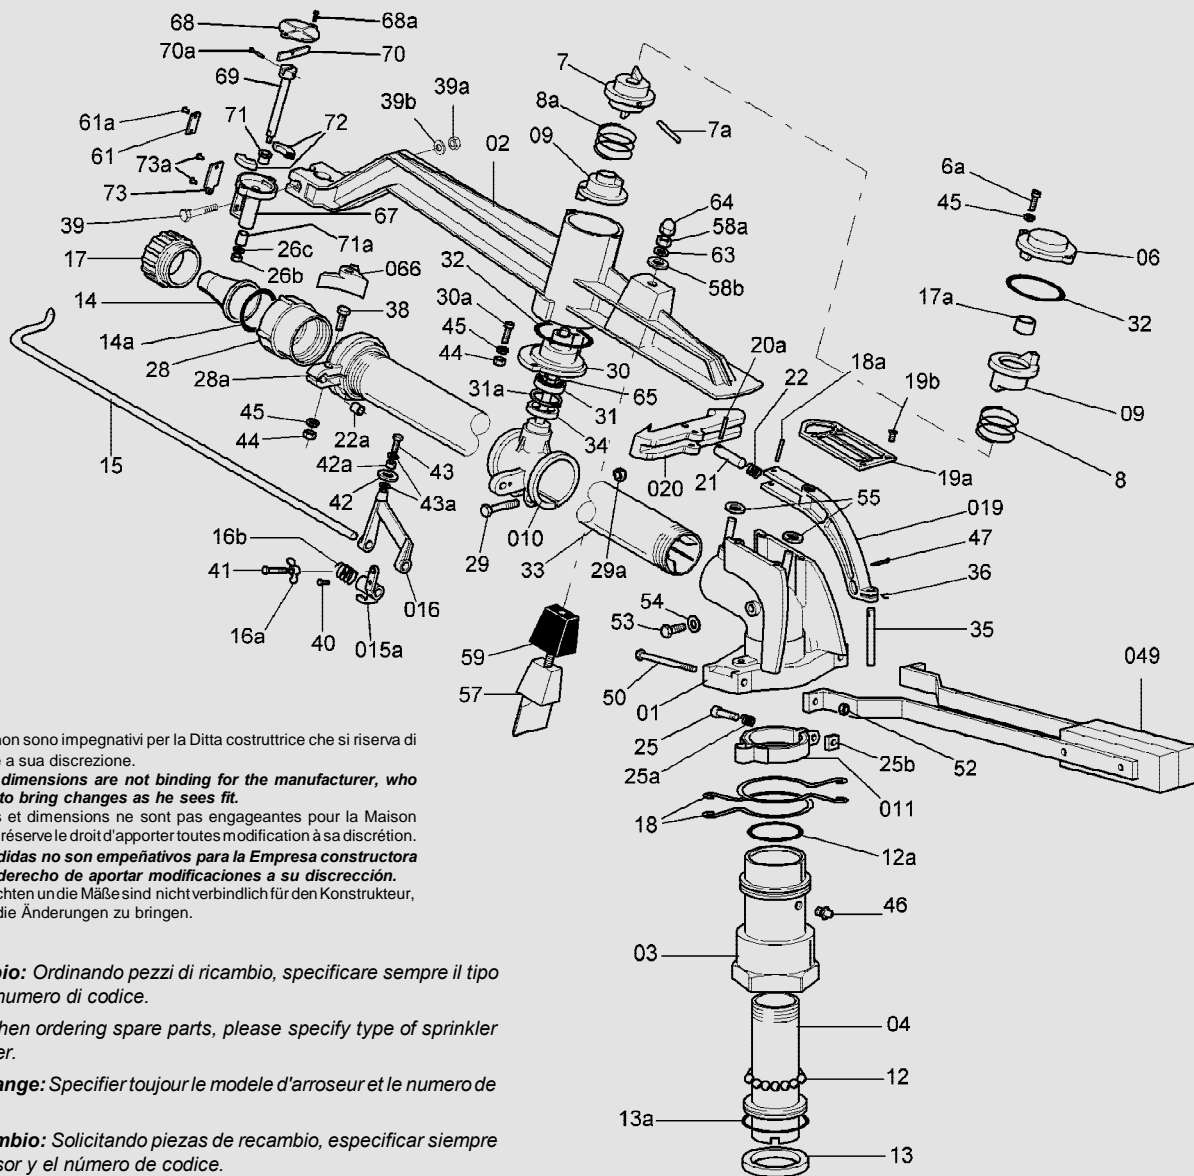 68
68a
70a
70
69
7
39a
39b
8a
7a
61a
61
71
72
02
09
6a
45
73a
73
64
58a
63
58b
39
67
06
17
71a
26c
26b
066
32
30a
38
17a
32
14
14a
45
44
30
20a
22
18a
19b
28
28a
31a
65
31
34
09
15
45
44
22a
42a
43
42
43a
020
21
19a
8
55
019
16b
29
010
33
29a
47
41
36
16a
40
015a
016
54
53
35
59
049
57
50
01
non sono impegnativi per la Ditta costruttrice che si riserva di
e a sua discrezione.
dimensions are not binding for the manufacturer, who
to bring changes as he sees fit.
s et dimensions ne sont pas engageantes pour la Maison
réserve le droit d'apporter toutes modification à sa discrétion.
didas no son empeñativos para la Empresa constructora
derecho de aportar modificaciones a su discrección.
chten un die Mäße sind nicht verbindlich für den Konstrukteur,
die Änderungen zu bringen.
25
25a
25b
52
18
011
12a
46
03
bio: Ordinando pezzi di ricambio, specificare sempre il tipo
numero di codice.
hen ordering spare parts, please specify type of sprinkler
er.
ange: Specifier toujour le modele d'arroseur et le numero de
mbio: Solicitando piezas de recambio, especificar siempre
sor y el número de codice.
04
12
13a
13